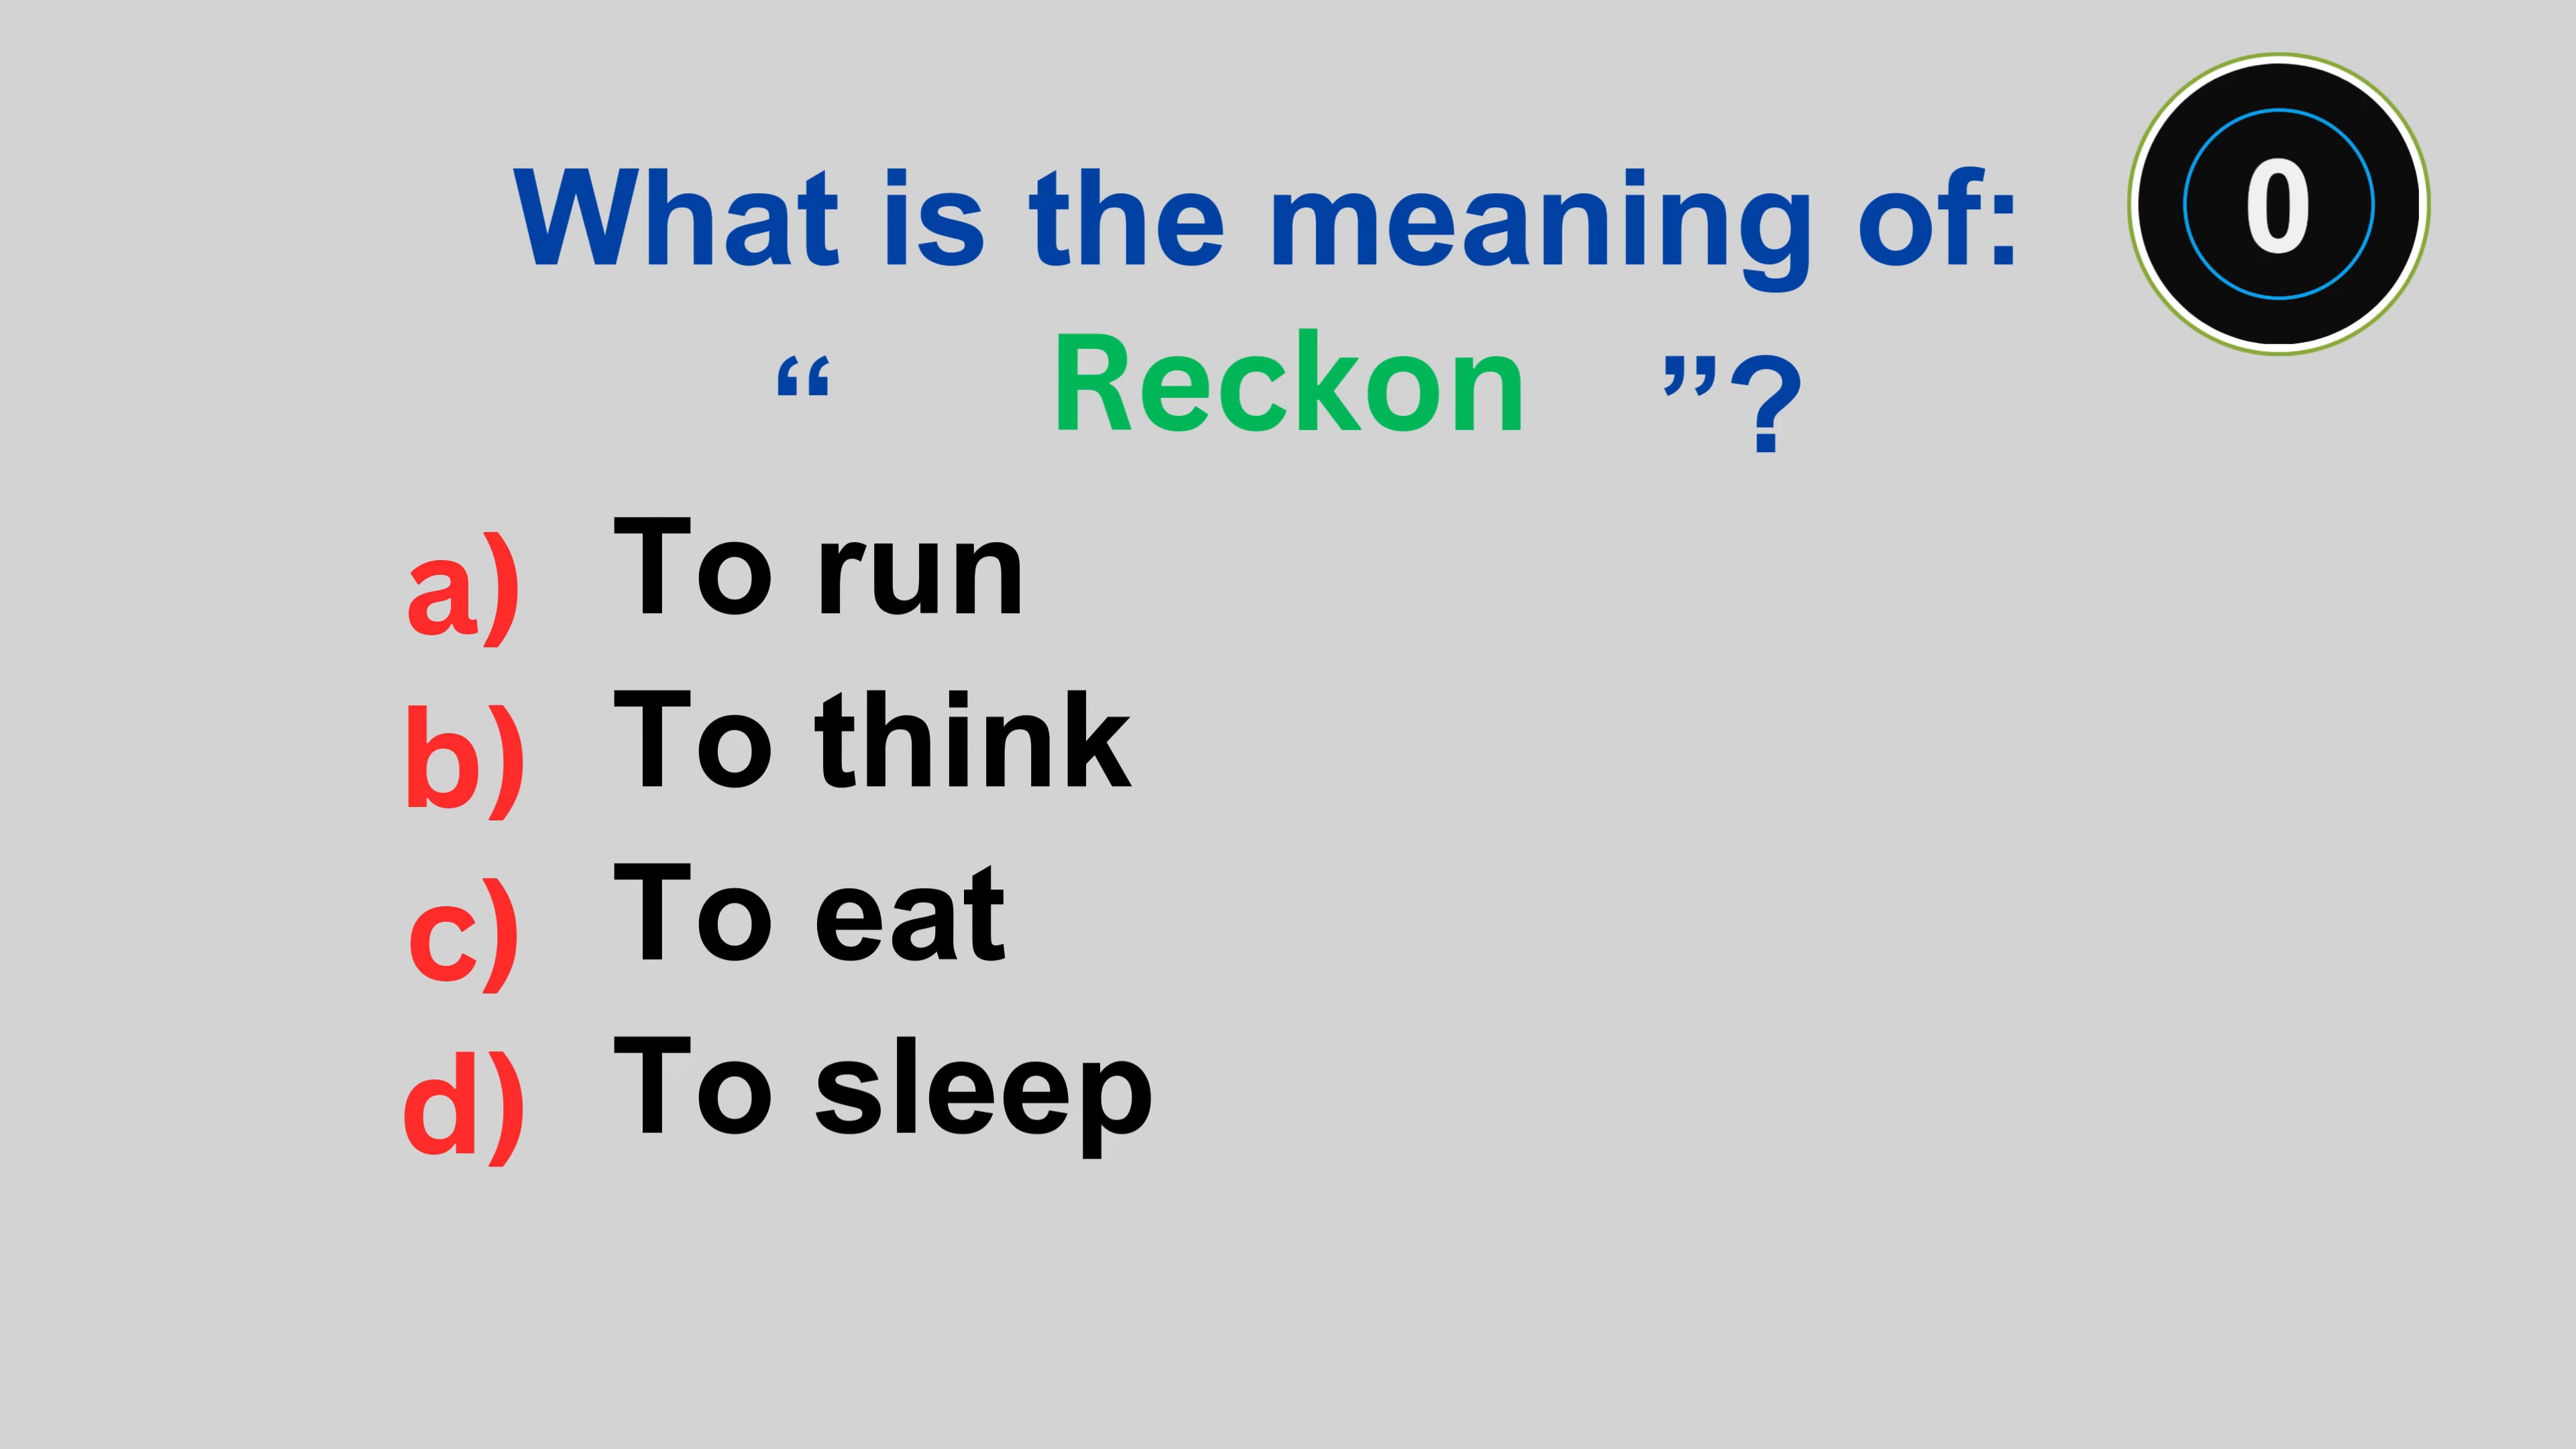 What is the meaning of:
0
“ Reckon ”?
a) To run
b) To think
c) To eat
d) To sleep